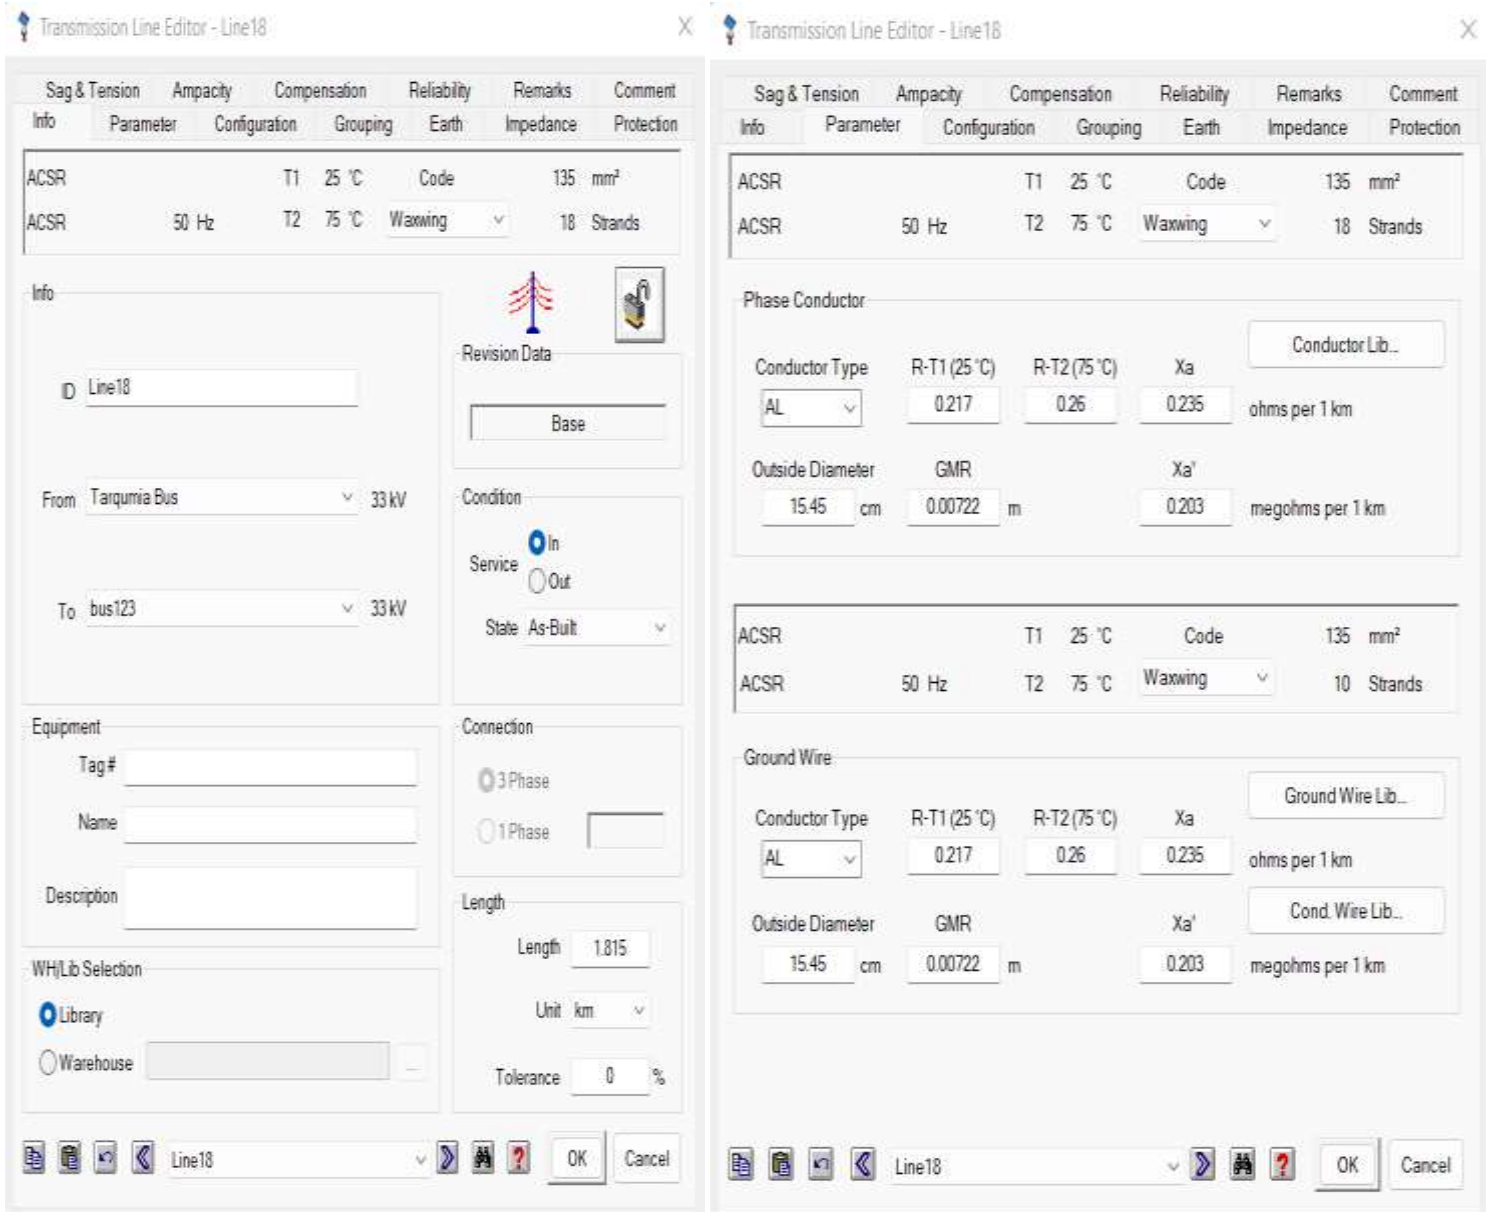 Transmission Line Editor - Line18
Sag & Tension Ampacity Compensation Reliability Remarks Comment
Info Parameter Configuration Grouping Earth Impedance Protection
ACSR T1 25 °C Code 135 mm²
ACSR 50 Hz T2 75 °C Waxwing 18 Strands
Info
ID Line18
From Tarqumia Bus 33 kV
To bus123 33 kV
Revision Data
Base
Condition
Service In
Out
State As-Built
Equipment
Tag #
Name
Description
Connection
3 Phase
1 Phase
Length
Length 1.815
Unit km
Tolerance 0 %
WH/Lib Selection
Library
Warehouse ...
Line18 ? OK Cancel
Transmission Line Editor - Line18
Sag & Tension Ampacity Compensation Reliability Remarks Comment
Info Parameter Configuration Grouping Earth Impedance Protection
ACSR T1 25 °C Code 135 mm²
ACSR 50 Hz T2 75 °C Waxwing 18 Strands
Phase Conductor
Conductor Lib...
Conductor Type R-T1 (25 °C) R-T2 (75 °C) Xa
AL 0.217 0.26 0.235 ohms per 1 km
Outside Diameter GMR Xa'
15.45 cm 0.00722 m 0.203 megohms per 1 km
ACSR T1 25 °C Code 135 mm²
ACSR 50 Hz T2 75 °C Waxwing 10 Strands
Ground Wire
Ground Wire Lib...
Conductor Type R-T1 (25 °C) R-T2 (75 °C) Xa
AL 0.217 0.26 0.235 ohms per 1 km
Cond. Wire Lib...
Outside Diameter GMR Xa'
15.45 cm 0.00722 m 0.203 megohms per 1 km
Line18 ? OK Cancel